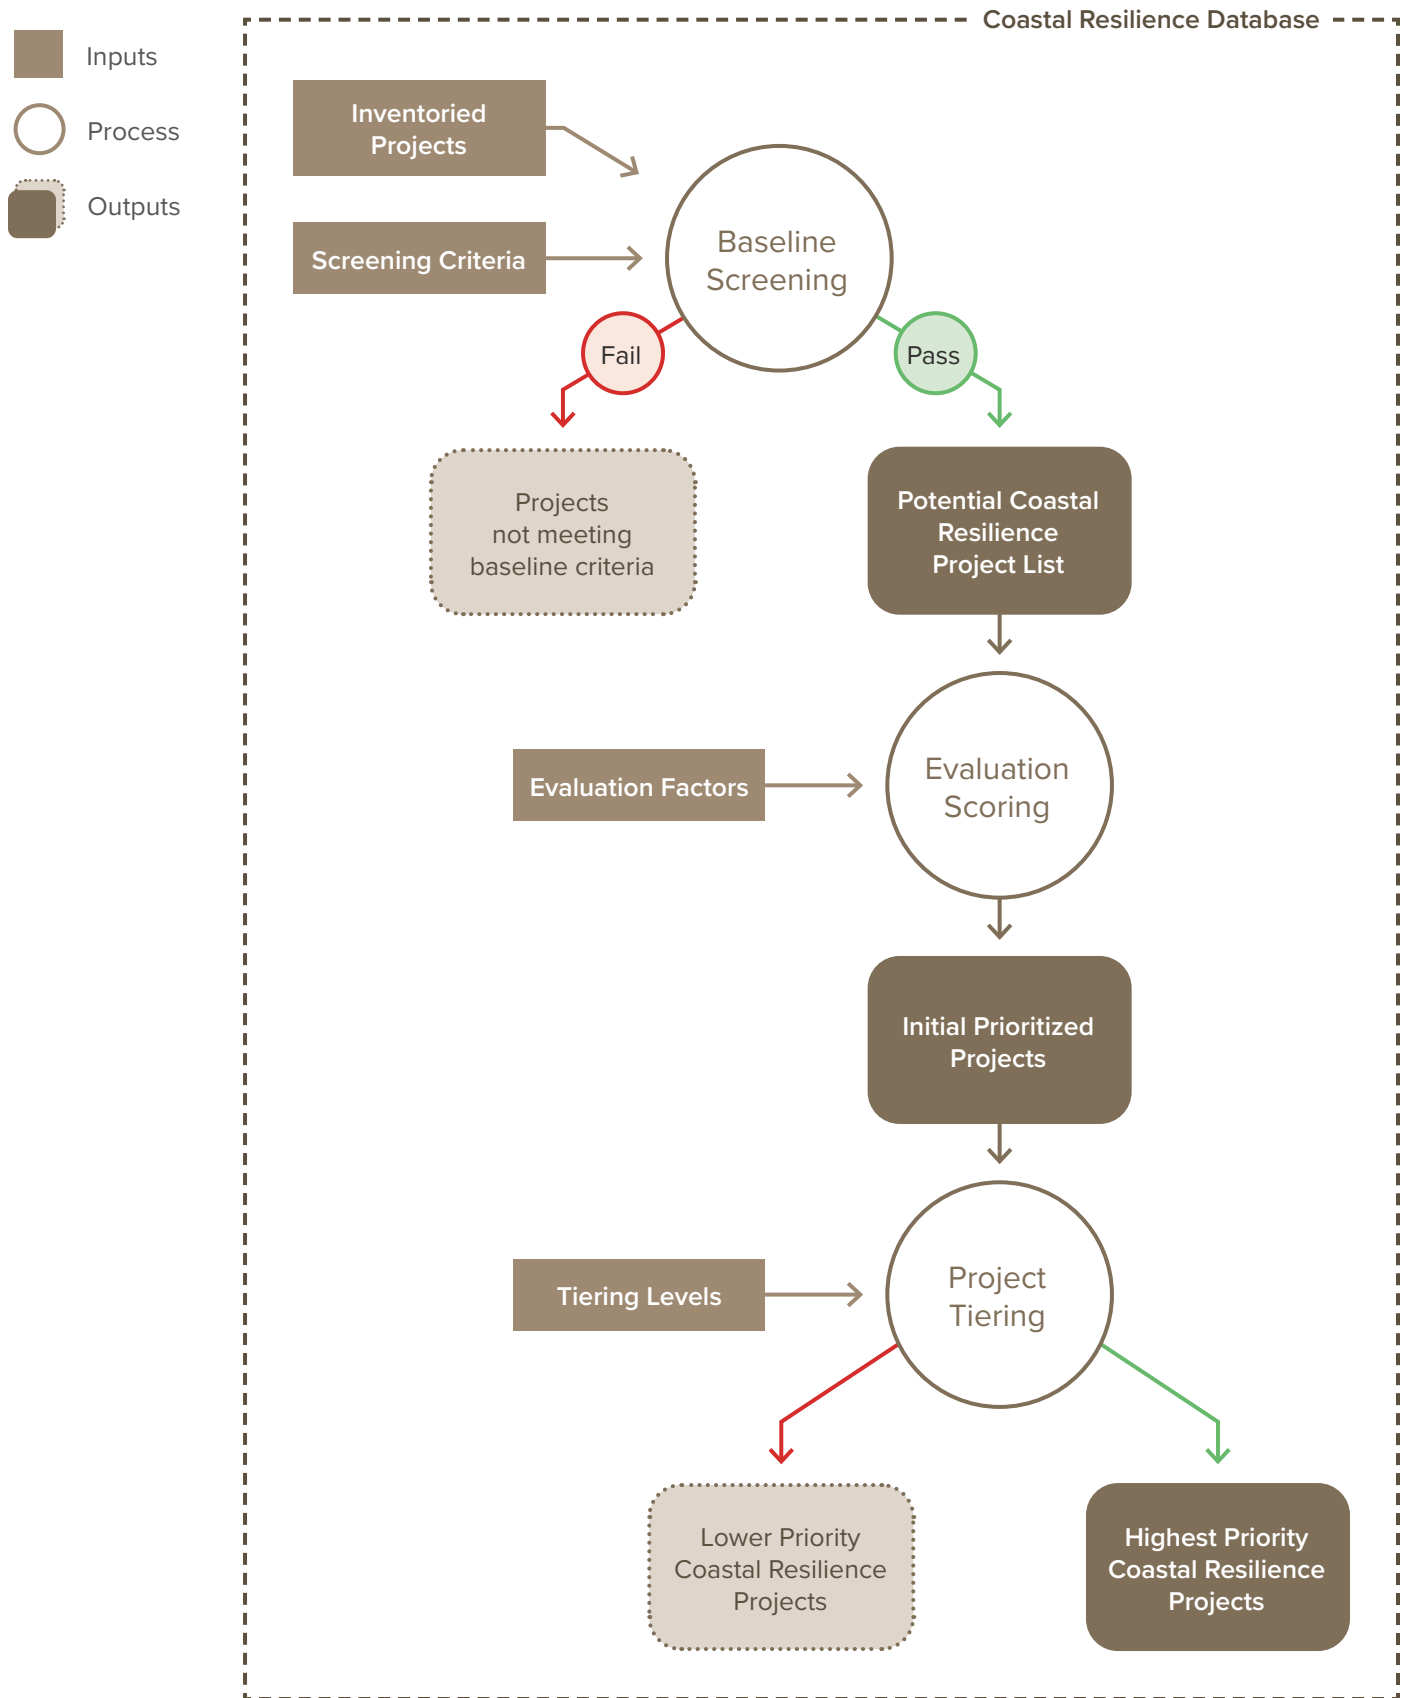 Coastal Resilience Database
Inputs
Process
Outputs
Inventoried
Projects
Screening Criteria
Baseline
Screening
Fail
Pass
Projects
not meeting
baseline criteria
Potential Coastal
Resilience
Project List
Evaluation Factors
Evaluation
Scoring
Initial Prioritized
Projects
Tiering Levels
Project
Tiering
Lower Priority
Coastal Resilience
Projects
Highest Priority
Coastal Resilience
Projects